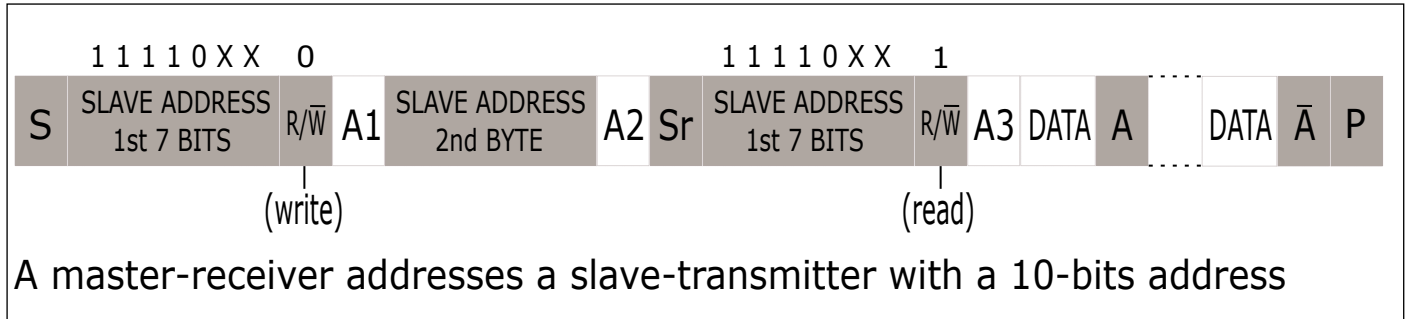 1 1 1 1 0 X X 0 1 1 1 1 0 X X 1
S SLAVE ADDRESS 1st 7 BITS R/W̅ A1 SLAVE ADDRESS 2nd BYTE A2 Sr SLAVE ADDRESS 1st 7 BITS R/W̅ A3 DATA A DATA A̅ P
(write) (read)
A master-receiver addresses a slave-transmitter with a 10-bits address